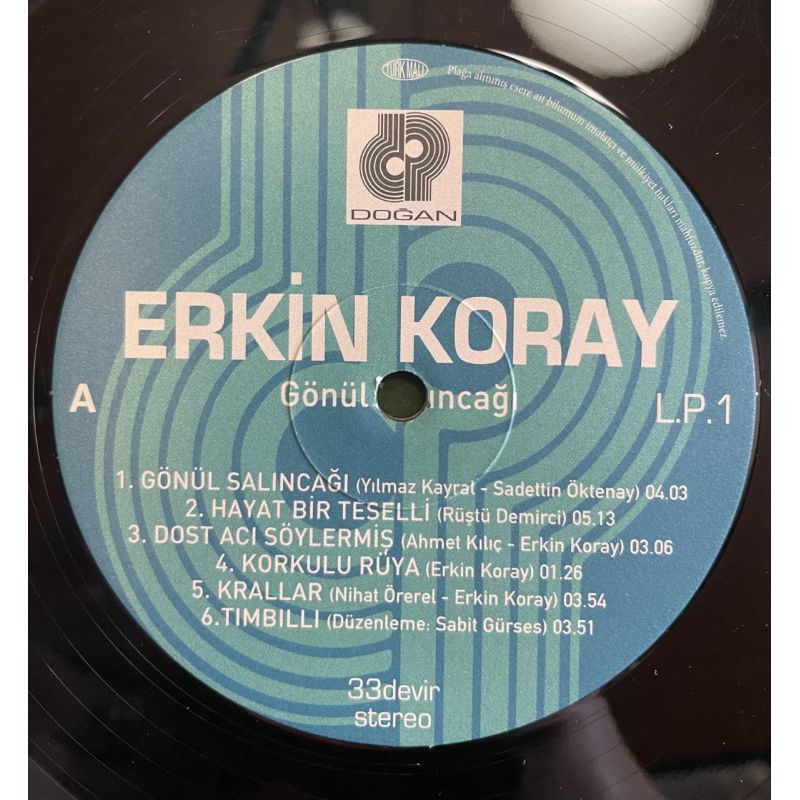 TÜRK MALI
Plağa alınmış esere ait bilumum imalatçı ve mülkiyet hakları mahfuzdur, kopya edilemez.
DOĞAN
ERKİN KORAY
A
Gönül ıncağı
L.P.1
1. GÖNÜL SALINCAĞI (Yılmaz Kayral - Sadettin Öktenay) 04.03
2. HAYAT BİR TESELLİ (Rüştü Demirci) 05.13
3. DOST ACI SÖYLERMİŞ (Ahmet Kılıç - Erkin Koray) 03.06
4. KORKULU RÜYA (Erkin Koray) 01.26
5. KRALLAR (Nihat Örerel - Erkin Koray) 03.54
6.TIMBILLI (Düzenleme: Sabit Gürses) 03.51
33devir
stereo